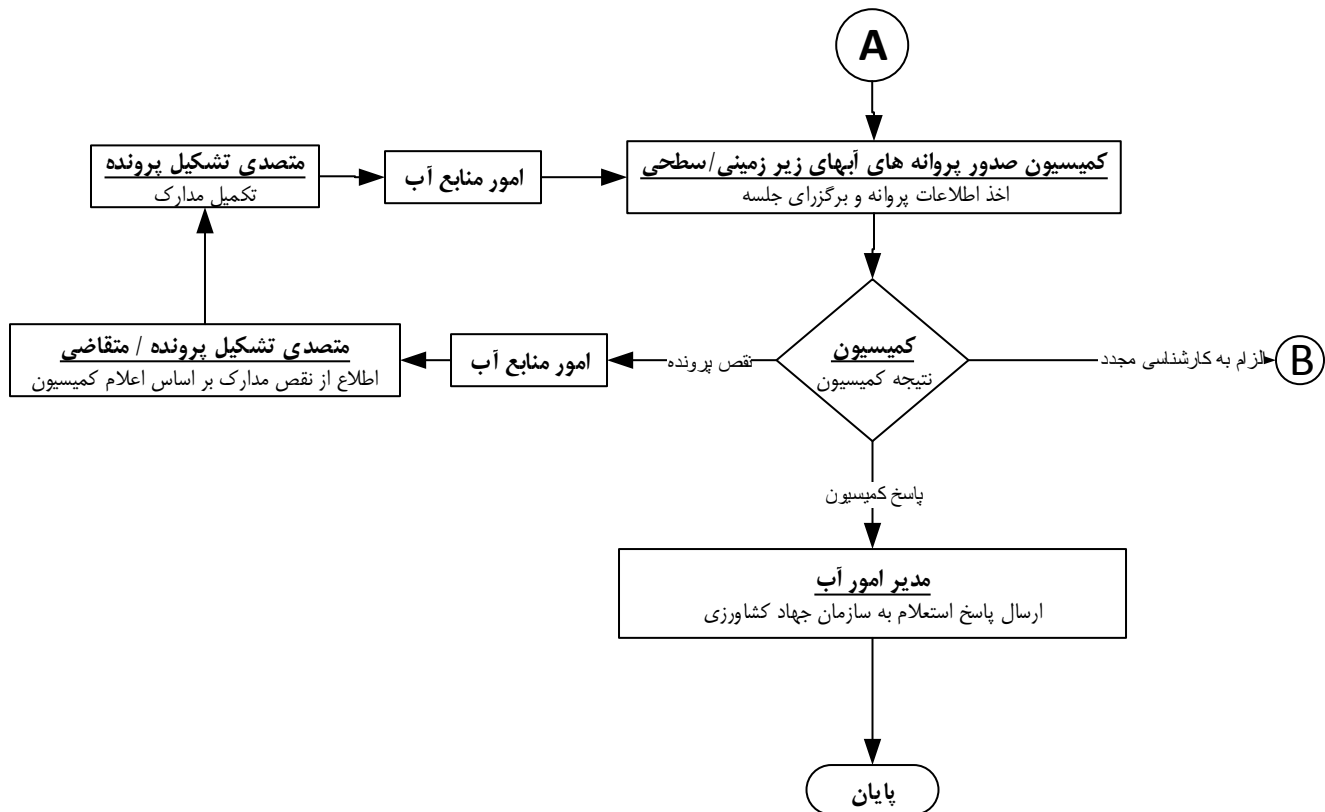 A
کمیسیون صدور پروانه های آبهای زیر زمینی/سطحی
اخذ اطلاعات پروانه و برگزرای جلسه
امور منابع آب
متصدی تشکیل پرونده
تکمیل مدارک
کمیسیون
نتیجه کمیسیون
الزام به کارشناسی مجدد
B
نقص پرونده
امور منابع آب
متصدی تشکیل پرونده / متقاضی
اطلاع از نقص مدارک بر اساس اعلام کمیسیون
پاسخ کمیسیون
مدیر امور آب
ارسال پاسخ استعلام به سازمان جهاد کشاورزی
پایان